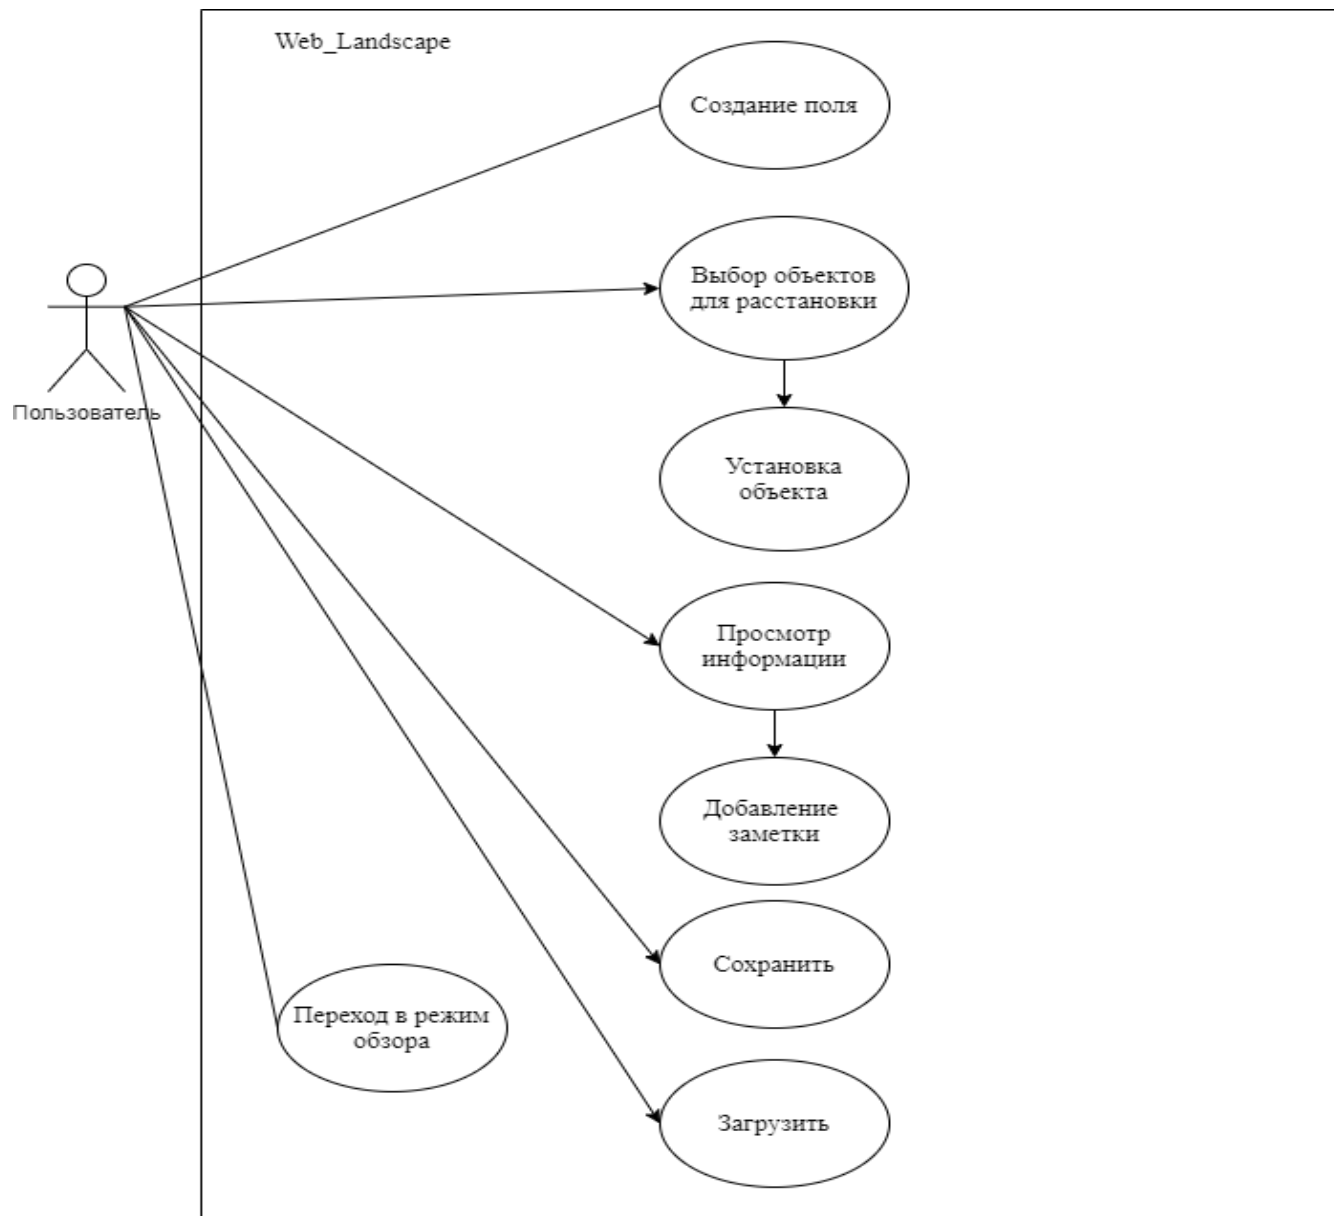 Web_Landscape
Создание поля
Выбор объектов
для расстановки
Пользователь
Установка
объекта
Просмотр
информации
Добавление
заметки
Сохранить
Переход в режим
обзора
Загрузить